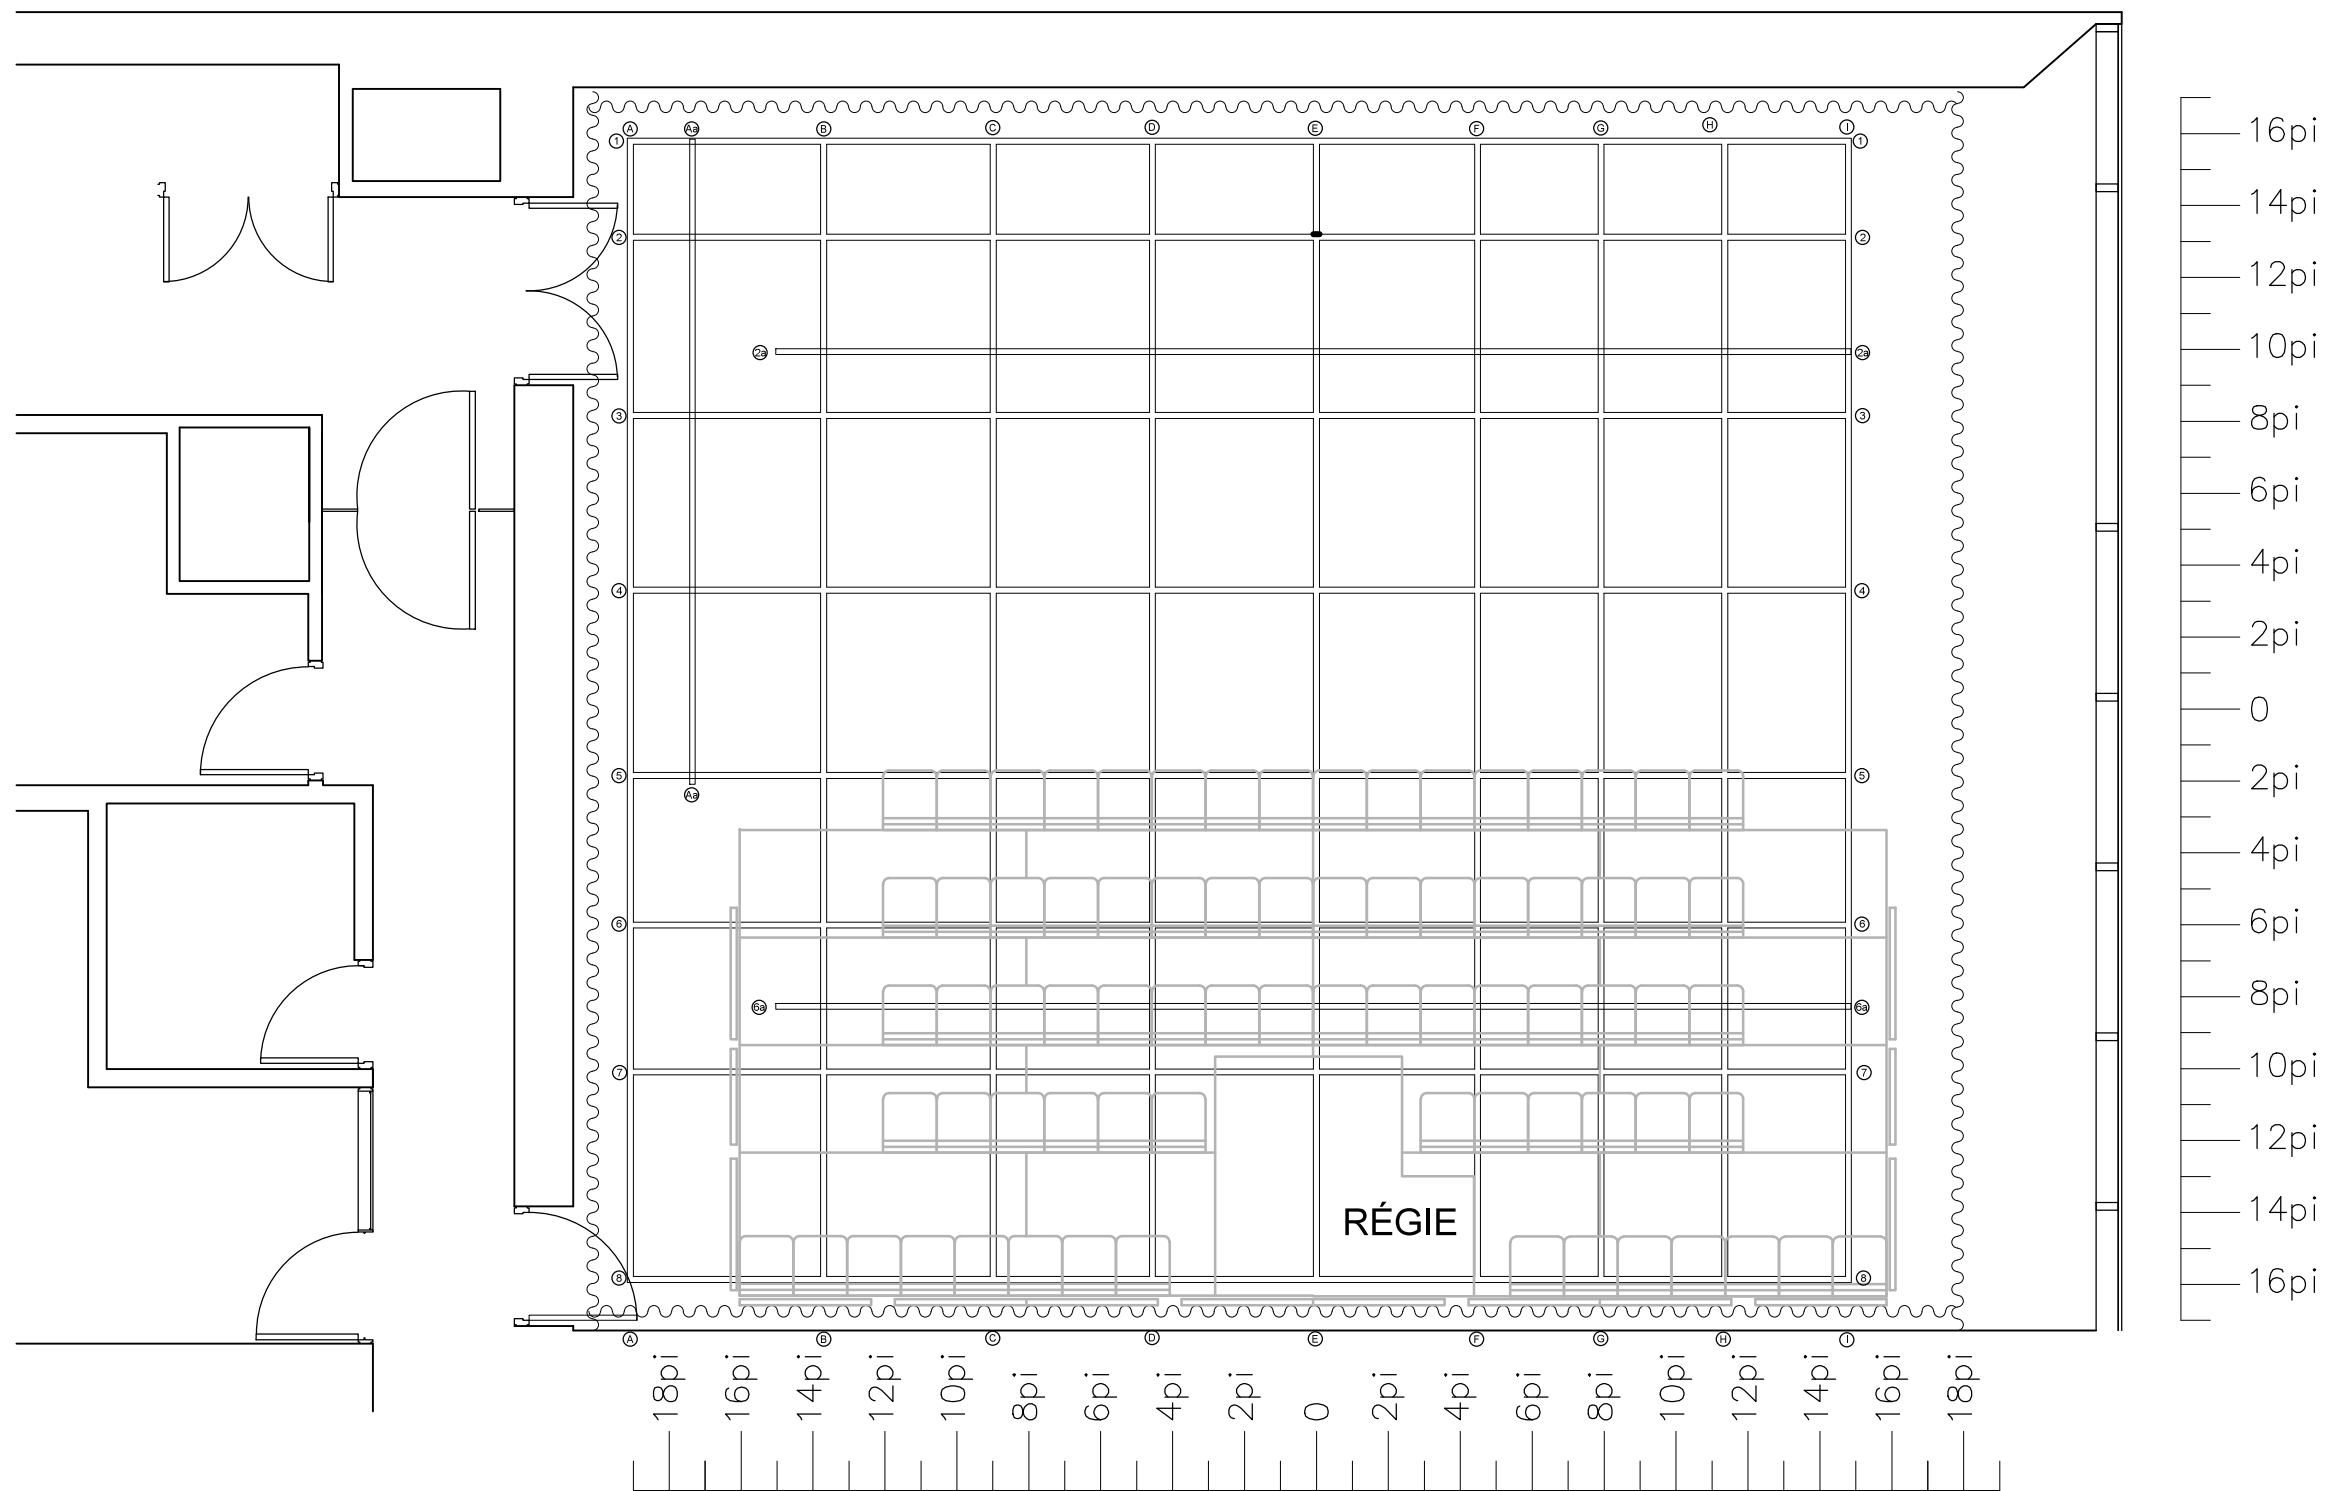 A Aa B C D E F G H I
1 1
16pi
14pi
2 2
12pi
2a 2a
10pi
3 3
8pi
6pi
4 4
4pi
2pi
0
5 5
2pi
Aa
4pi
6 6
6pi
8pi
6a 6a
7 7
10pi
12pi
RÉGIE
14pi
8 8
16pi
A B C D E F G H I
18pi 16pi 14pi 12pi 10pi 8pi 6pi 4pi 2pi 0 2pi 4pi 6pi 8pi 10pi 12pi 14pi 16pi 18pi